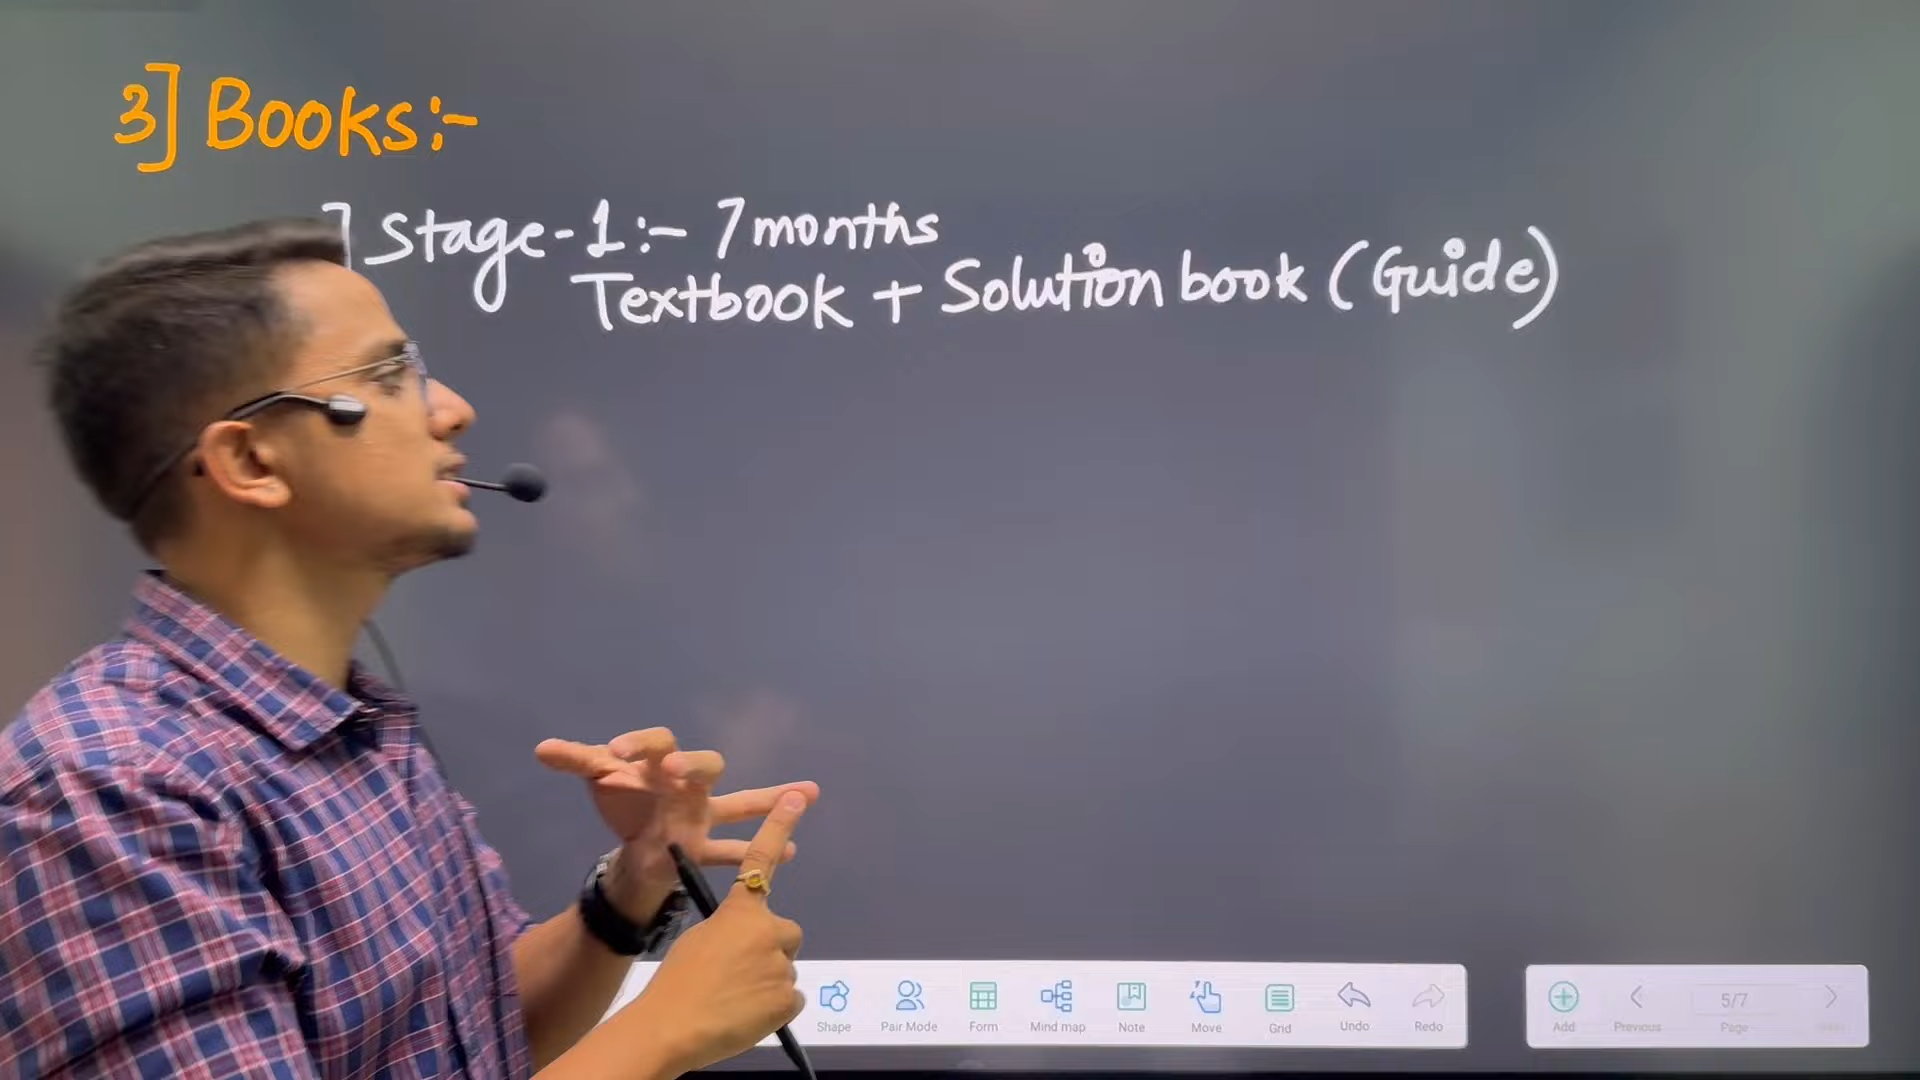 3] Books:-
] Stage-1:- 7 months
Textbook + Solution book (Guide)
Shape Pair Mode Form Mind map Note Move Grid Undo Redo
Add Previous 5/7 Page